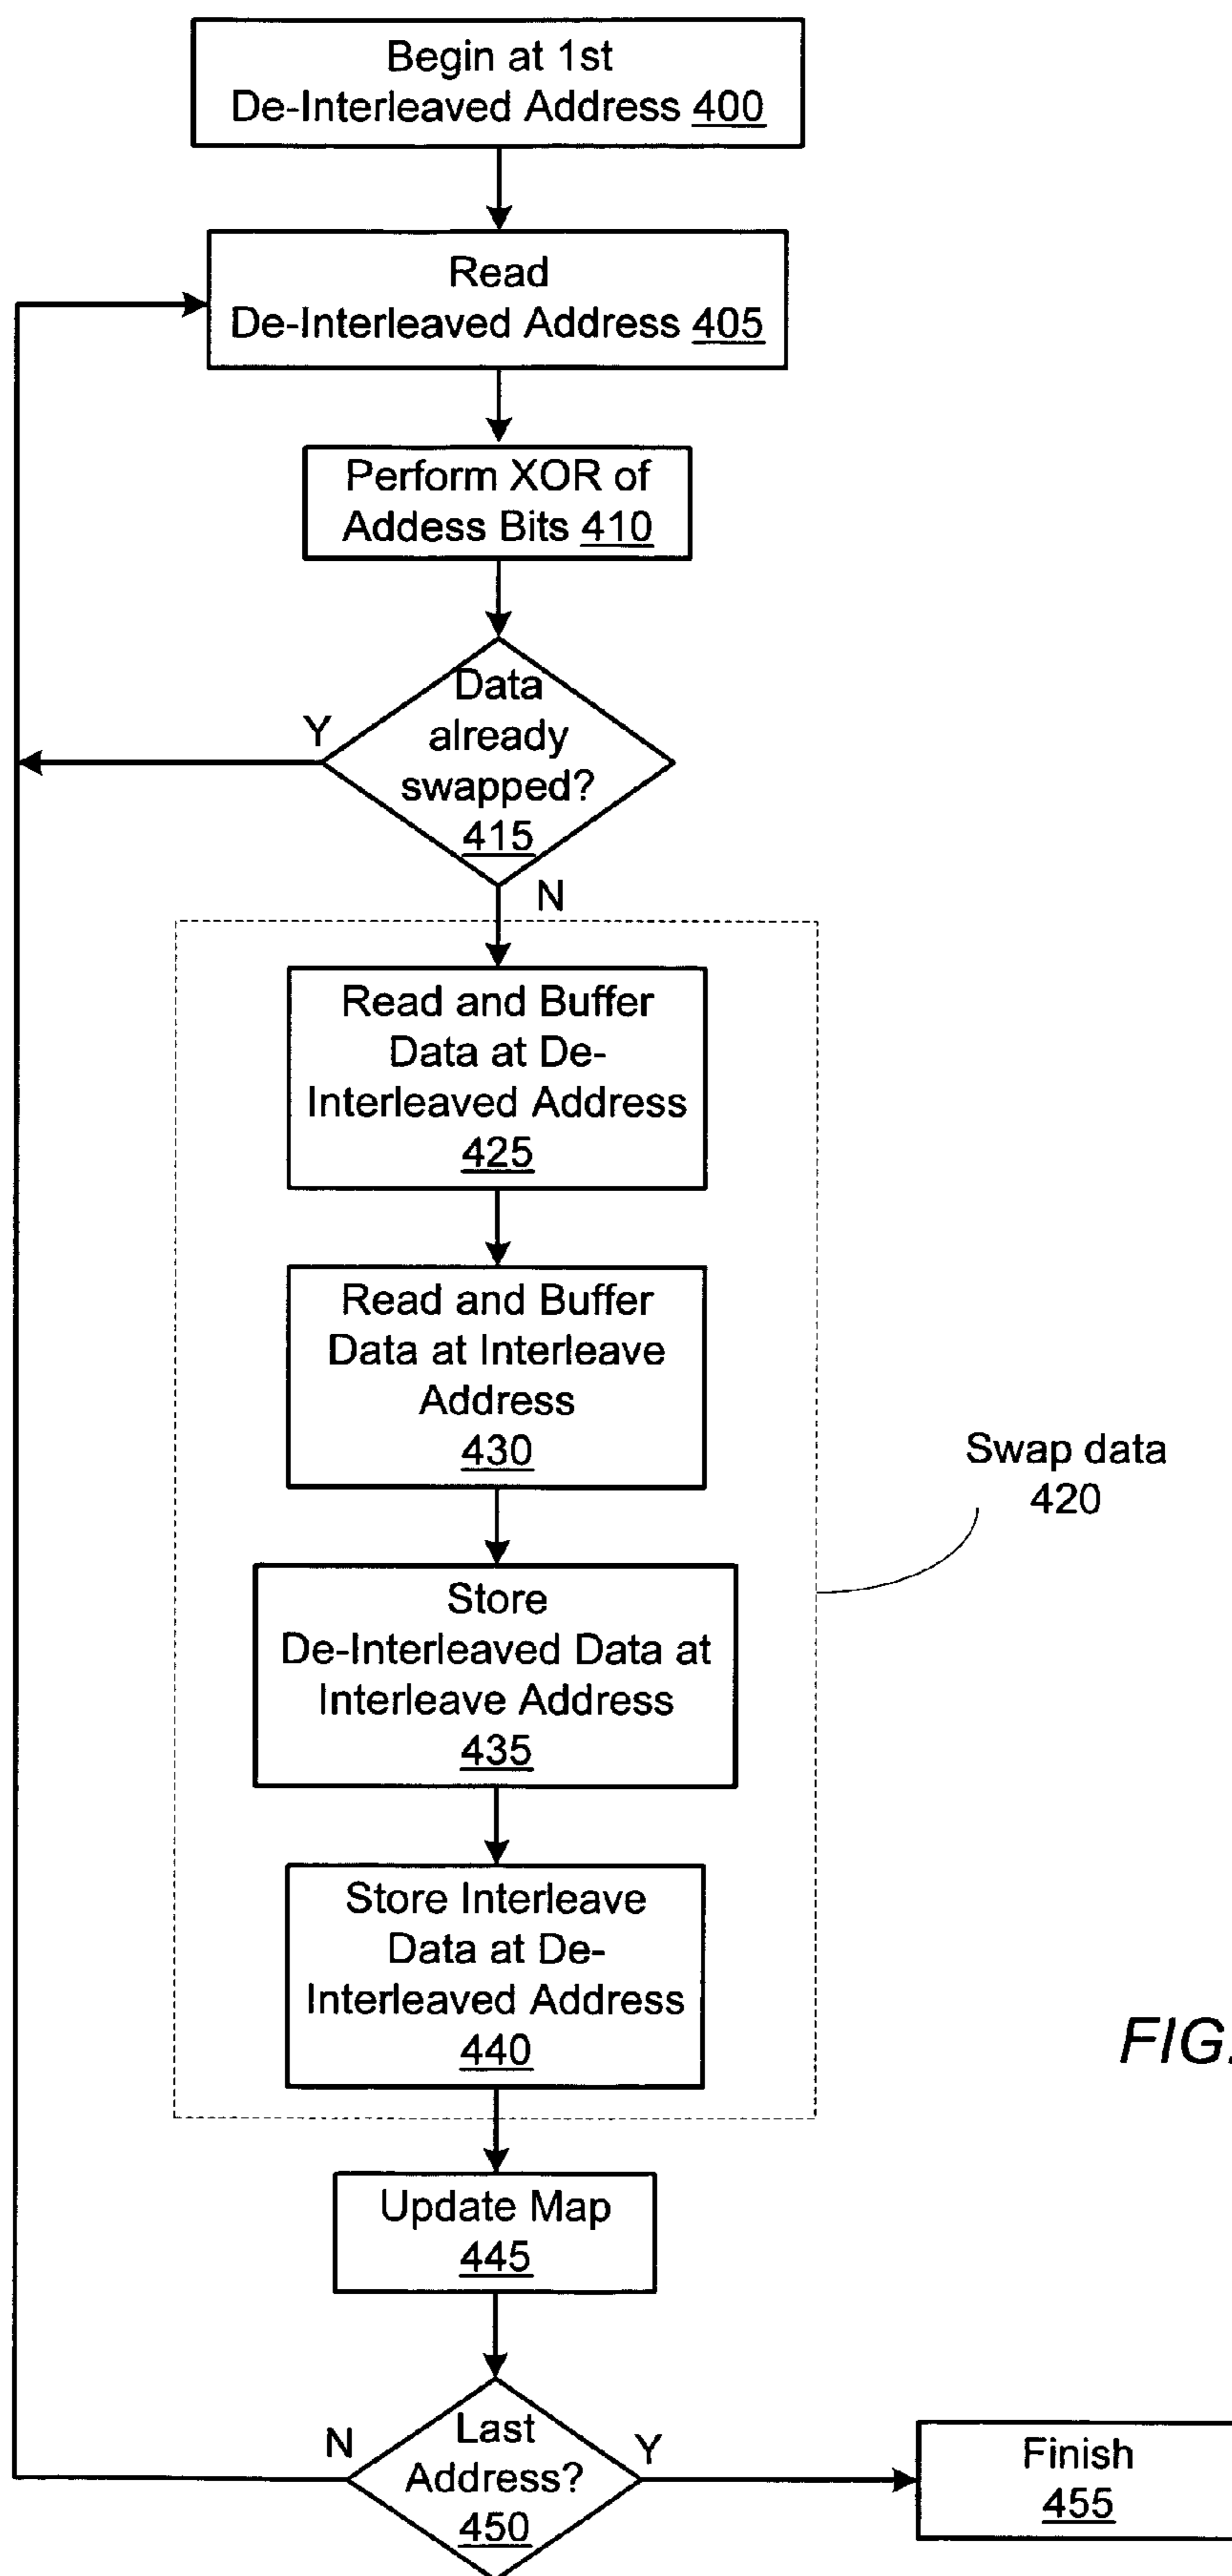 Begin at 1st
De-Interleaved Address 400
Read
De-Interleaved Address 405
Perform XOR of
Addess Bits 410
Data
already
swapped?
415
Y
N
Read and Buffer
Data at De-
Interleaved Address
425
Read and Buffer
Data at Interleave
Address
430
Swap data
420
Store
De-Interleaved Data at
Interleave Address
435
Store Interleave
Data at De-
Interleaved Address
440
FIG.
Update Map
445
Last
Address?
450
N
Y
Finish
455